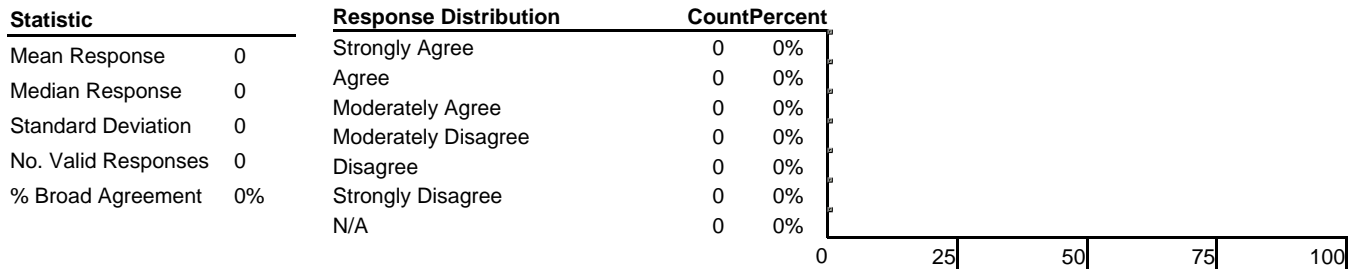 Statistic
Mean Response 0
Median Response 0
Standard Deviation 0
No. Valid Responses 0
% Broad Agreement 0%
Response Distribution CountPercent
Strongly Agree 0 0%
Agree 0 0%
Moderately Agree 0 0%
Moderately Disagree 0 0%
Disagree 0 0%
Strongly Disagree 0 0%
N/A 0 0%
0 25 50 75 100